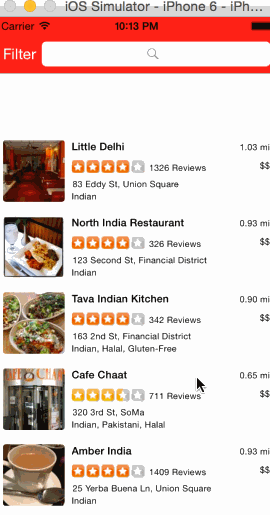 iOS Simulator - iPhone 6 - iPh...
Carrier 10:13 PM
Filter
Little Delhi 1.03 mi
1326 Reviews $$
83 Eddy St, Union Square
Indian
North India Restaurant 0.93 mi
326 Reviews $$
123 Second St, Financial District
Indian
Tava Indian Kitchen 0.90 mi
342 Reviews $$
163 2nd St, Financial District
Indian, Halal, Gluten-Free
Cafe Chaat 0.65 mi
711 Reviews $$
320 3rd St, SoMa
Indian, Pakistani, Halal
Amber India 0.93 mi
1409 Reviews $$
25 Yerba Buena Ln, Union Square
Indian